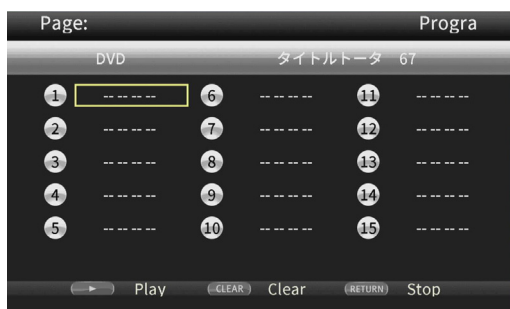 Page: Progra
DVD タイトルトータ 67
1 -- -- -- -- 6 -- -- -- -- 11 -- -- -- --
2 -- -- -- -- 7 -- -- -- -- 12 -- -- -- --
3 -- -- -- -- 8 -- -- -- -- 13 -- -- -- --
4 -- -- -- -- 9 -- -- -- -- 14 -- -- -- --
5 -- -- -- -- 10 -- -- -- -- 15 -- -- -- --
Play CLEAR Clear RETURN Stop